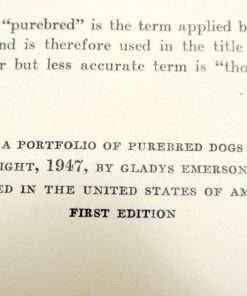 "purebred" is the term applied b
nd is therefore used in the title
r but less accurate term is "tho
A PORTFOLIO OF PUREBRED DOGS
IGHT, 1947, BY GLADYS EMERSON
ED IN THE UNITED STATES OF AM
FIRST EDITION